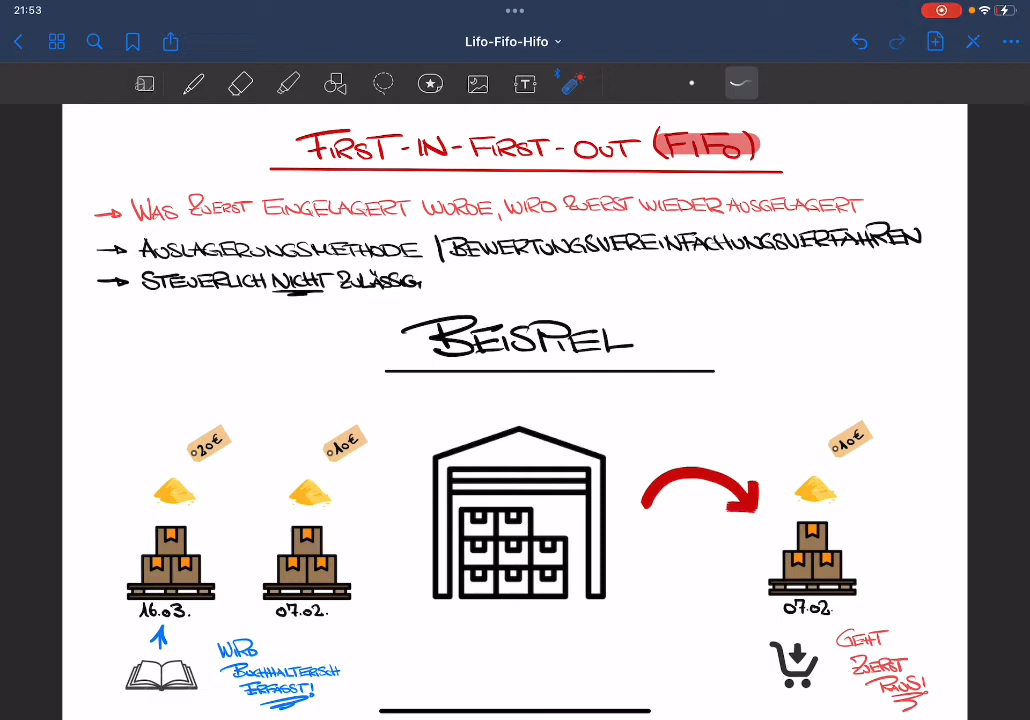 21:53
Lifo-Fifo-Hifo
T
FIRST-IN-FIRST-OUT (FIFO)
→ WAS ZUERST EINGELAGERT WURDE, WIRD ZUERST WIEDER AUSGELAGERT
→ AUSLAGERUNGSMETHODE / BEWERTUNGSVEREINFACHUNGSVERFAHREN
→ STEUERLICH NICHT ZULÄSSIG
BEISPIEL
20€
10€
10€
16.03.
07.02.
07.02.
WIRD
BUCHHALTERISCH
ERFASST!
GEHT
ZUERST
RAUS!